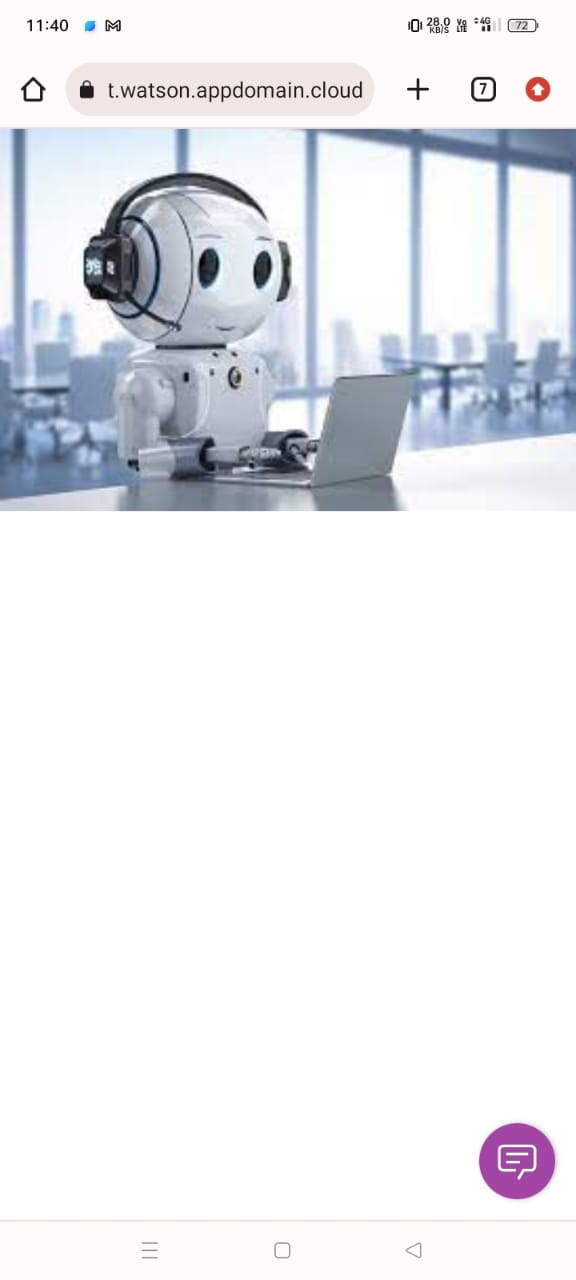 11:40
28.0 KB/S
Vo LTE
4G
72
t.watson.appdomain.cloud
7